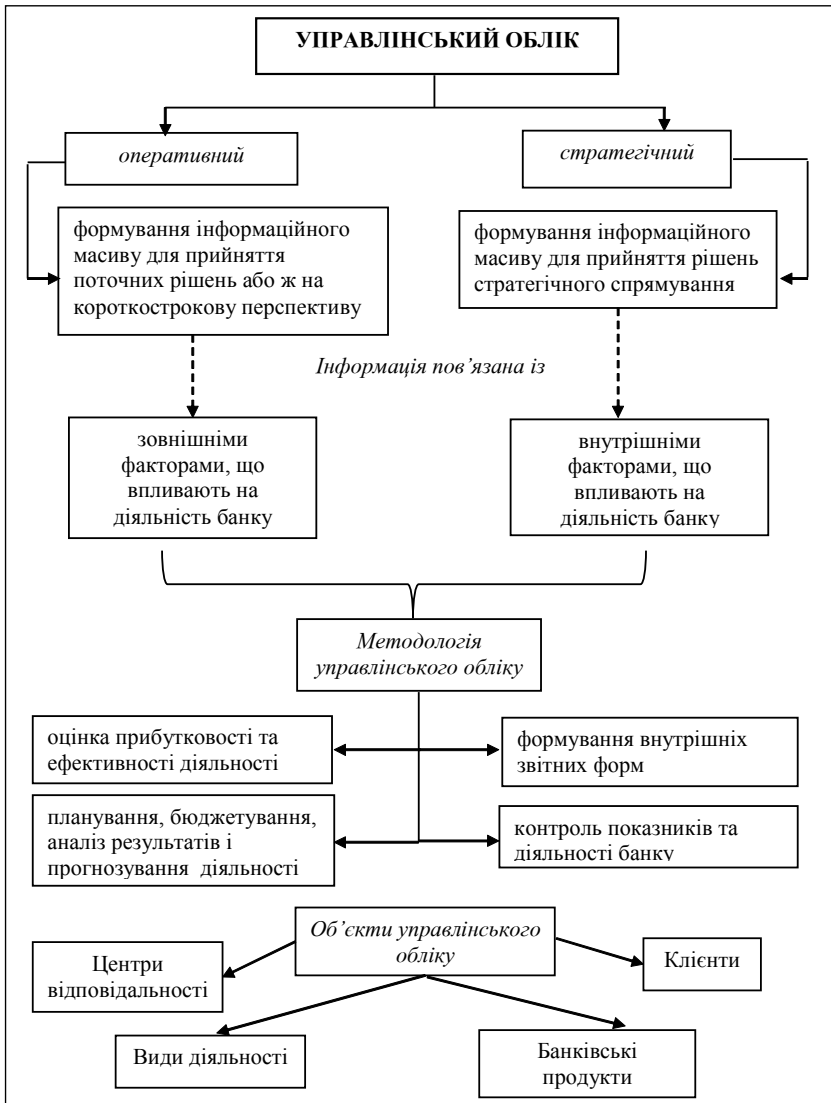 УПРАВЛІНСЬКИЙ ОБЛІК
оперативний
стратегічний
формування інформаційного
масиву для прийняття
поточних рішень або ж на
короткострокову перспективу
формування інформаційного
масиву для прийняття рішень
стратегічного спрямування
Інформація пов’язана із
зовнішніми
факторами, що
впливають на
діяльність банку
внутрішніми
факторами, що
впливають на
діяльність банку
Методологія
управлінського обліку
оцінка прибутковості та
ефективності діяльності
формування внутрішніх
звітних форм
планування, бюджетування,
аналіз результатів і
прогнозування діяльності
контроль показників та
діяльності банку
Об’єкти управлінського
обліку
Центри
відповідальності
Клієнти
Види діяльності
Банківські
продукти